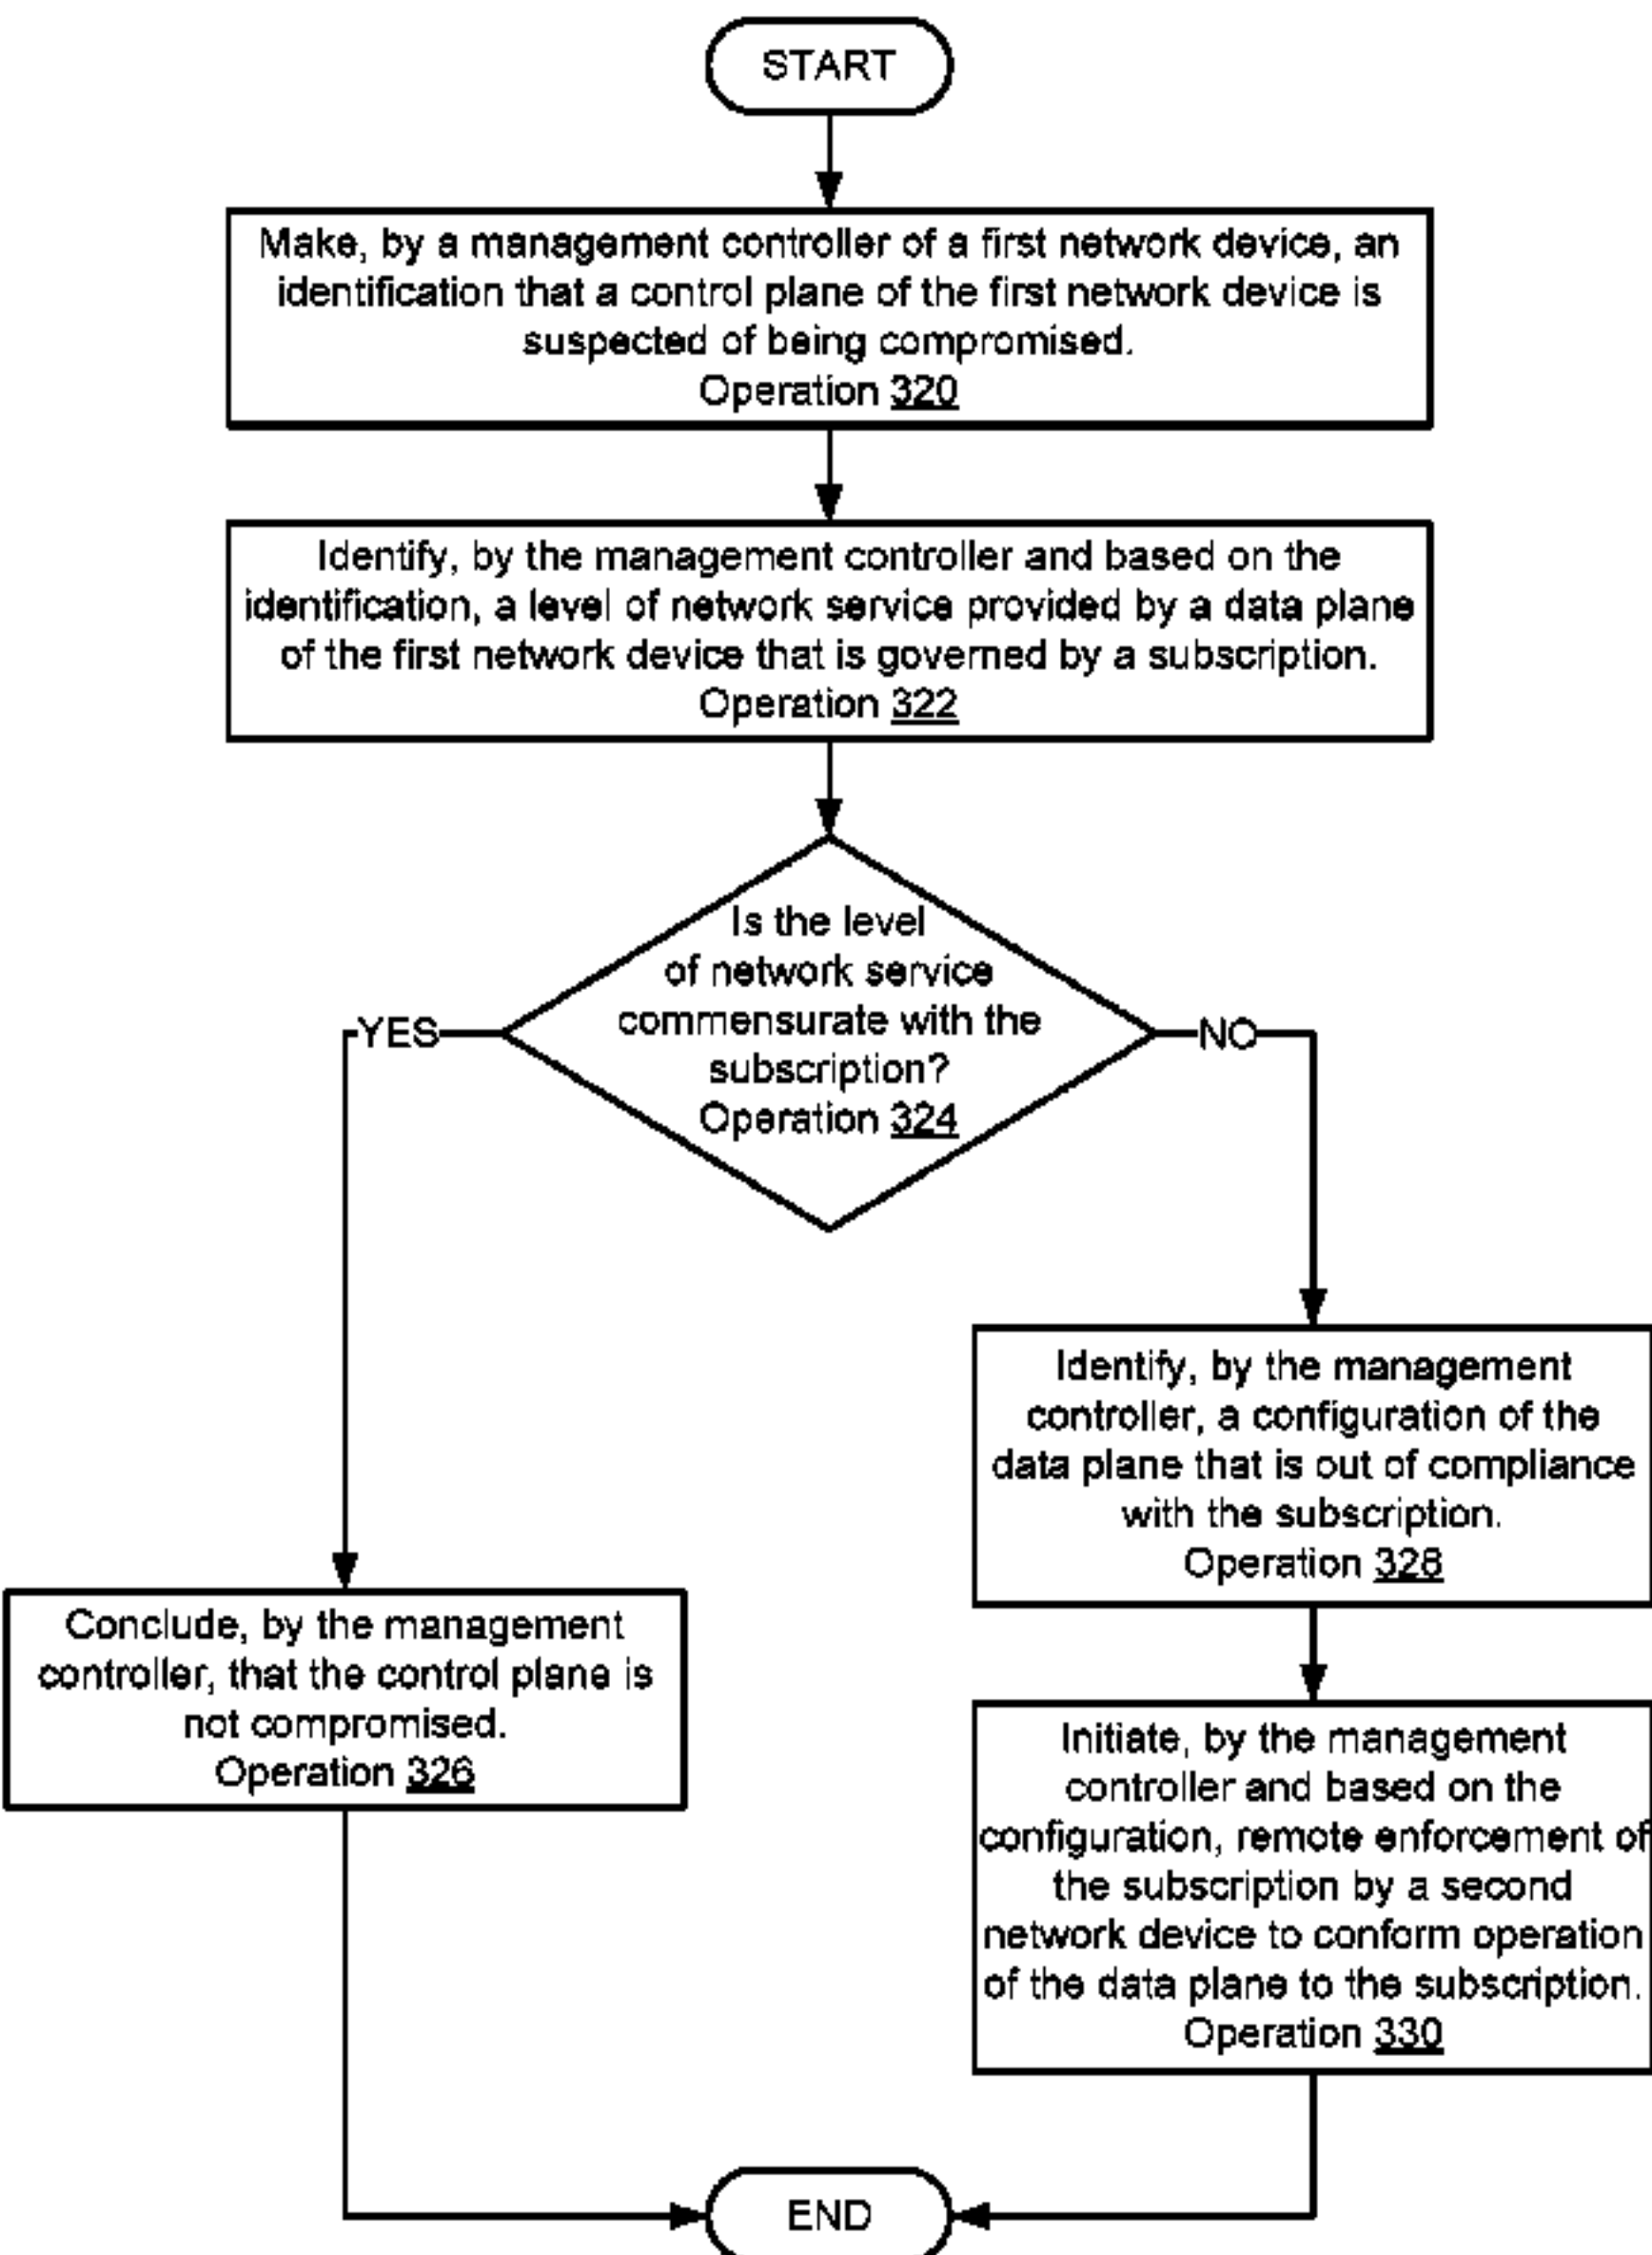 START
Make, by a management controller of a first network device, an
identification that a control plane of the first network device is
suspected of being compromised.
Operation 320
Identify, by the management controller and based on the
identification, a level of network service provided by a data plane
of the first network device that is governed by a subscription.
Operation 322
Is the level
of network service
commensurate with the
subscription?
Operation 324
YES
NO
Identify, by the management
controller, a configuration of the
data plane that is out of compliance
with the subscription.
Operation 328
Conclude, by the management
controller, that the control plane is
not compromised.
Operation 326
Initiate, by the management
controller and based on the
configuration, remote enforcement of
the subscription by a second
network device to conform operation
of the data plane to the subscription.
Operation 330
END